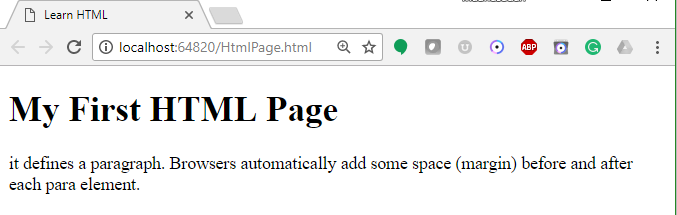 Learn HTML
localhost:64820/HtmlPage.html
ABP
My First HTML Page
it defines a paragraph. Browsers automatically add some space (margin) before and after
each para element.